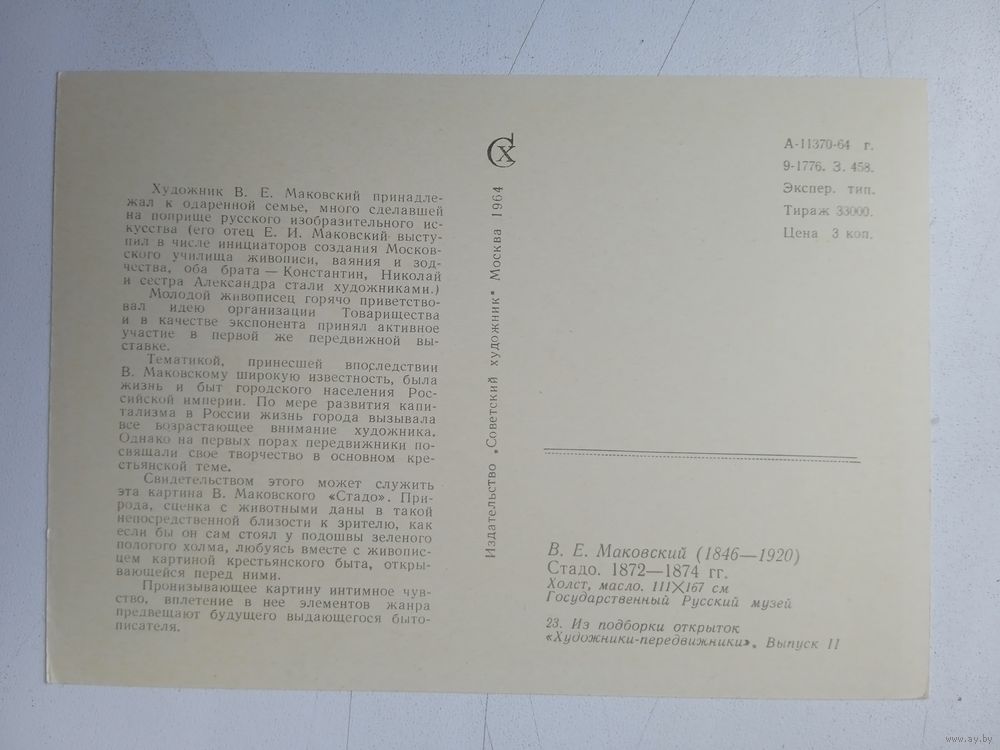 Художник В. Е. Маковский принадле-
жал к одаренной семье, много сделавшей
на поприще русского изобразительного ис-
кусства (его отец Е. И. Маковский высту-
пил в числе инициаторов создания Москов-
ского училища живописи, ваяния и зод-
чества, оба брата — Константин, Николай
и сестра Александра стали художниками.)
Молодой живописец горячо приветство-
вал идею организации Товарищества
и в качестве экспонента принял активное
участие в первой же передвижной вы-
ставке.
Тематикой, принесшей впоследствии
В. Маковскому широкую известность, была
жизнь и быт городского населения Рос-
сийской империи. По мере развития капи-
тализма в России жизнь города вызывала
все возрастающее внимание художника.
Однако на первых порах передвижники по-
свящали свое творчество в основном кре-
стьянской теме.
Свидетельством этого может служить
эта картина В. Маковского «Стадо». При-
рода, сценка с животными даны в такой
непосредственной близости к зрителю, как
если бы он сам стоял у подошвы зеленого
пологого холма, любуясь вместе с живопис-
цем картиной крестьянского быта, откры-
вающейся перед ними.
Пронизывающее картину интимное чув-
ство, вплетение в нее элементов жанра
предвещают будущего выдающегося быто-
писателя.
СХ
Издательство „Советский художник" Москва 1964
А-11370-64 г.
9-1776. З. 458.
Экспер. тип.
Тираж 33000.
Цена 3 коп.
В. Е. Маковский (1846—1920)
Стадо. 1872—1874 гг.
Холст, масло. 111×167 см
Государственный Русский музей
23. Из подборки открыток
«Художники-передвижники». Выпуск II
www.ay.by